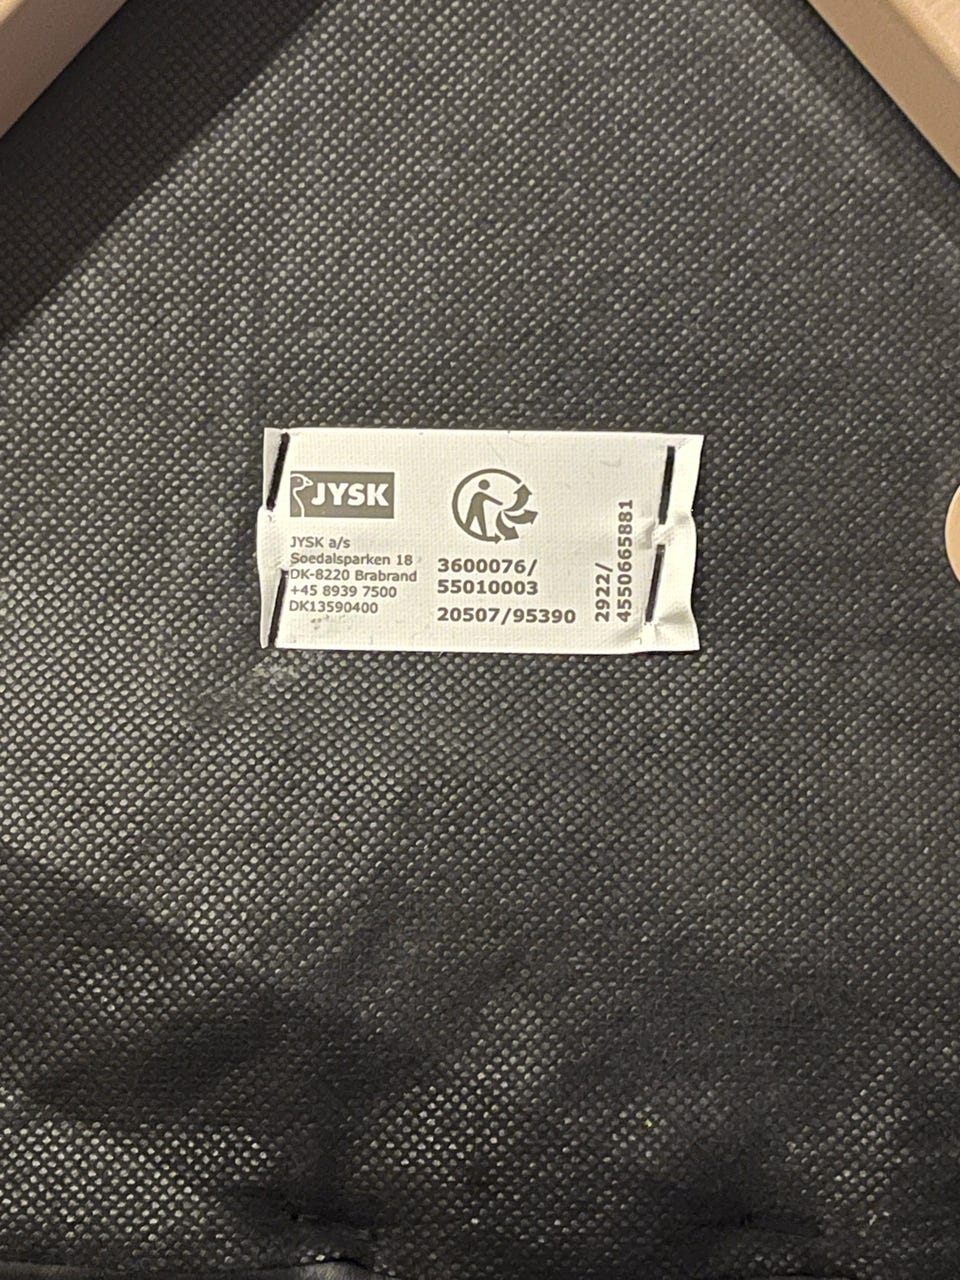 JYSK
JYSK a/s
Soedalsparken 18
DK-8220 Brabrand
+45 8939 7500
DK13590400
3600076/
55010003
20507/95390
2922/
4550665881